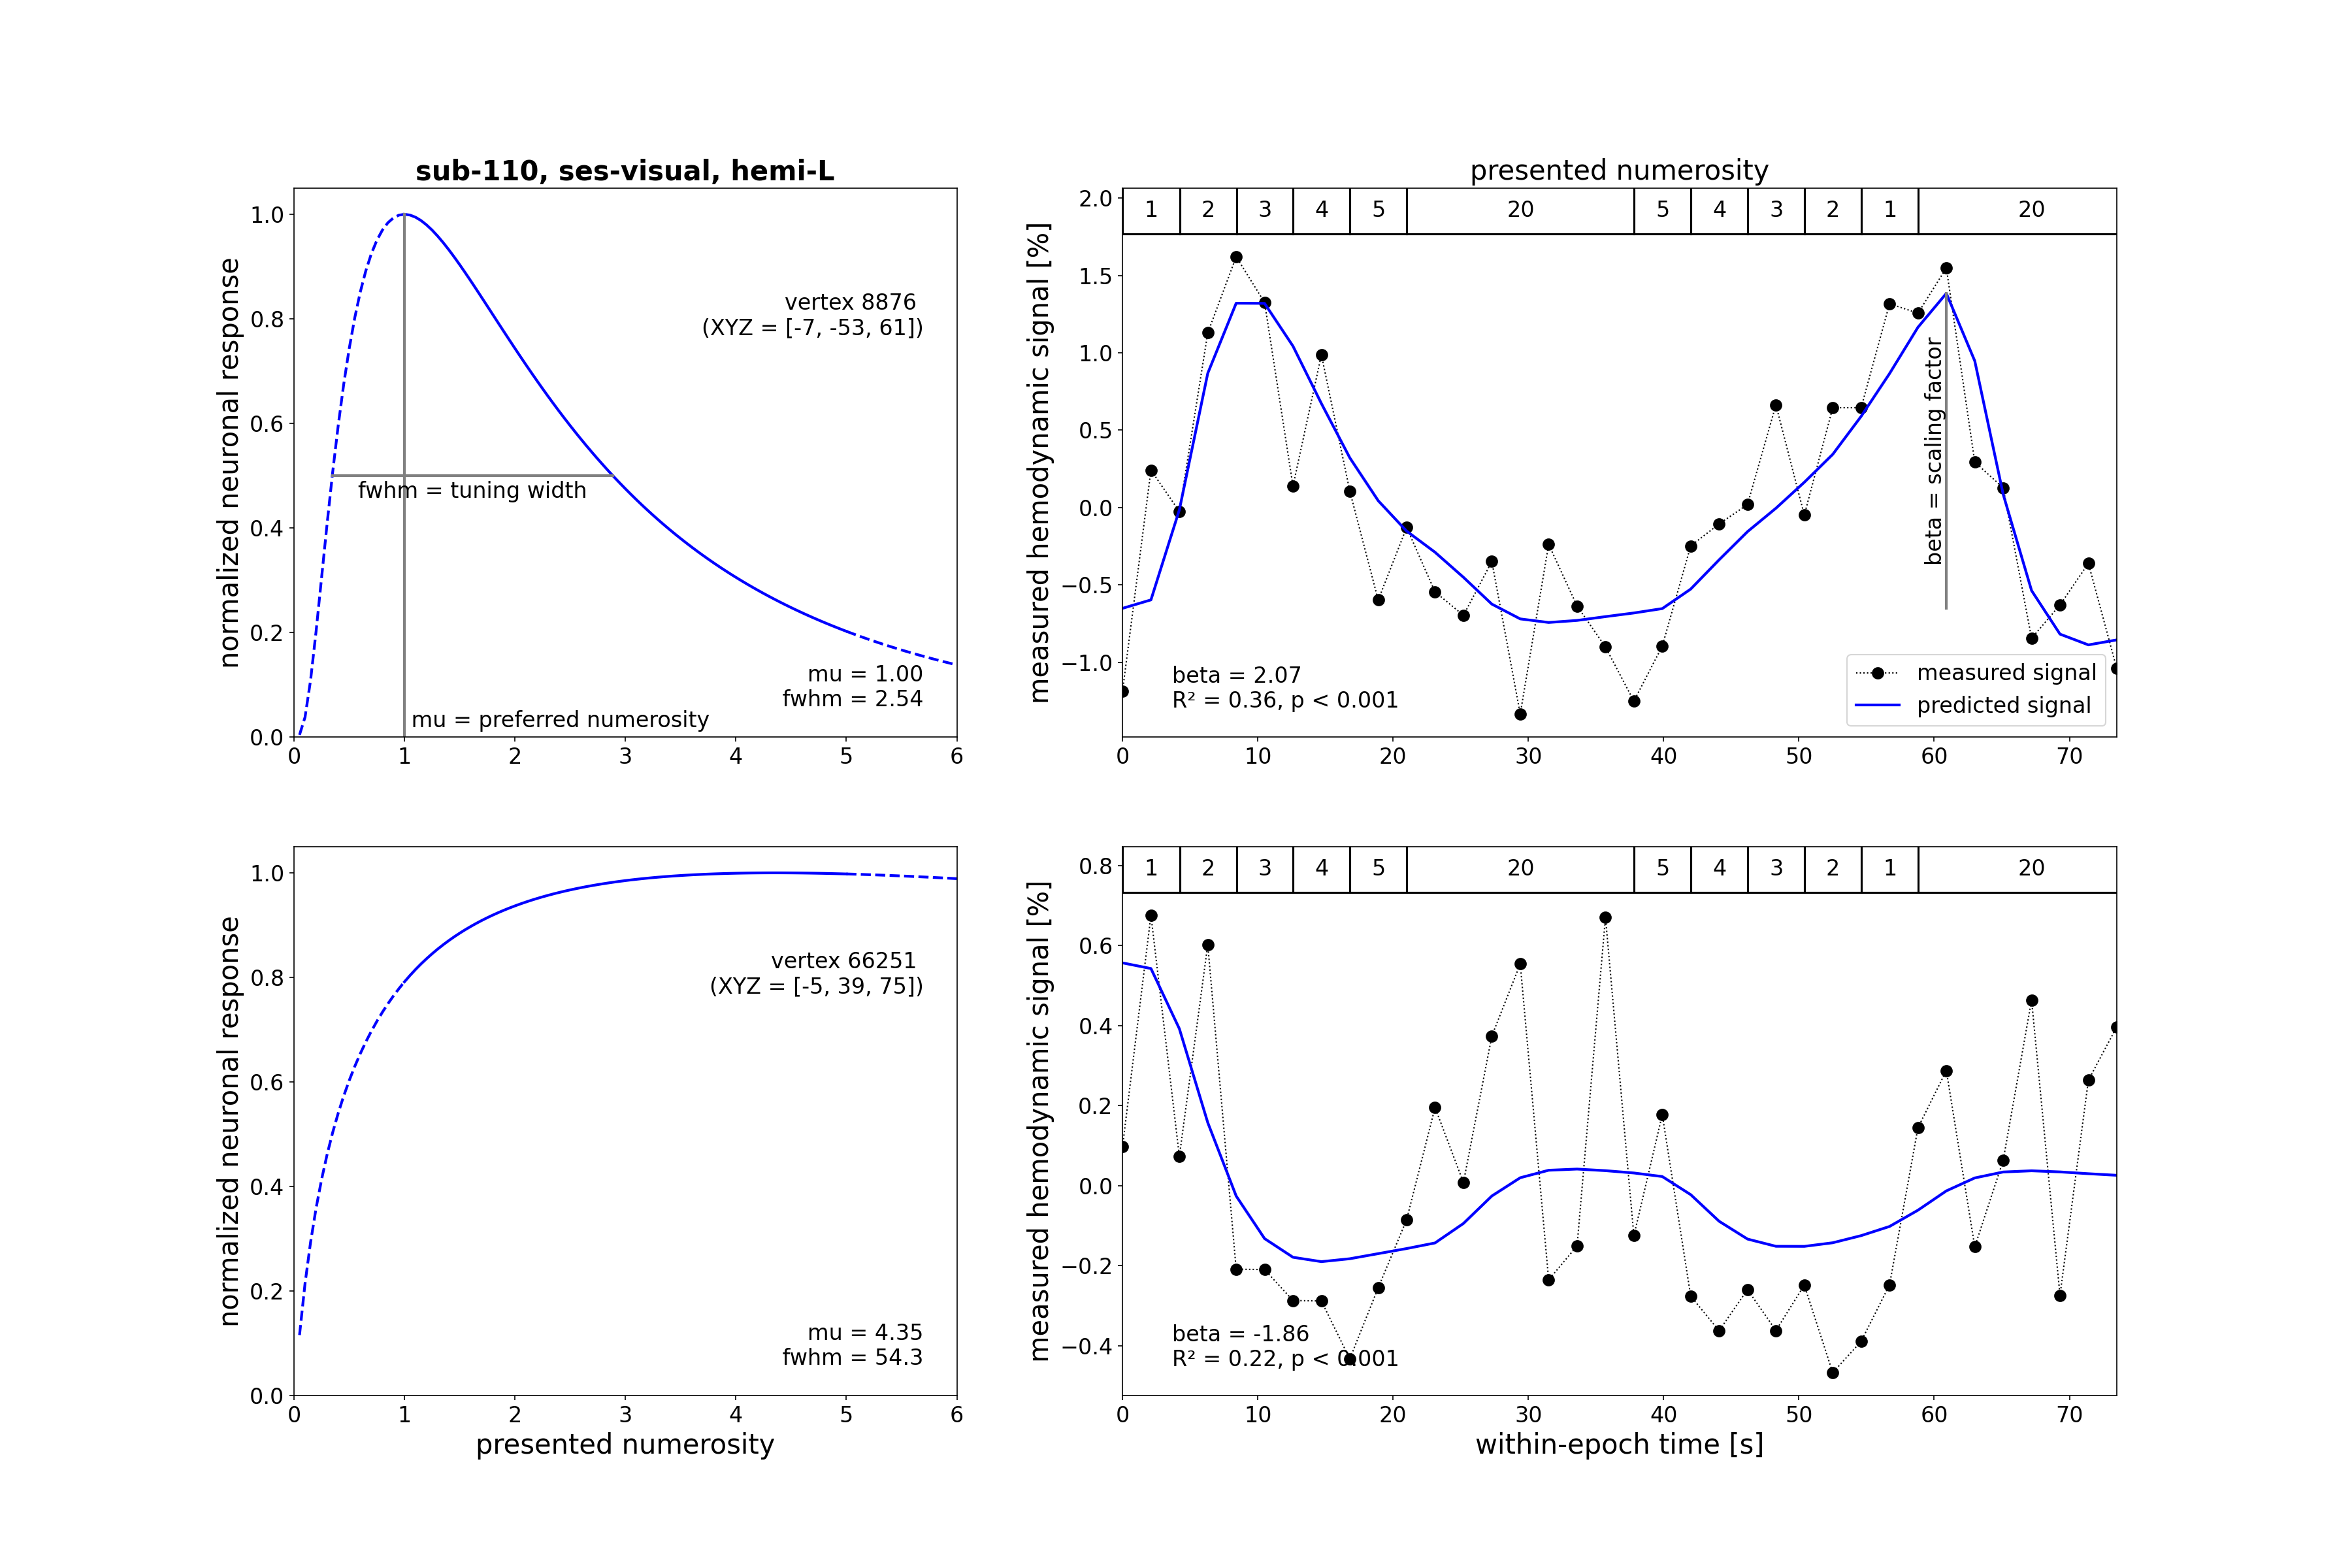 sub-110, ses-visual, hemi-L
normalized neuronal response
1.0
0.8
0.6
0.4
0.2
0.0
vertex 8876
(XYZ = [-7, -53, 61])
fwhm = tuning width
mu = 1.00
fwhm = 2.54
mu = preferred numerosity
0 1 2 3 4 5 6
presented numerosity
measured hemodynamic signal [%]
2.0
1.5
1.0
0.5
0.0
−0.5
−1.0
1 2 3 4 5 20 5 4 3 2 1 20
beta = scaling factor
beta = 2.07
R² = 0.36, p < 0.001
measured signal
predicted signal
0 10 20 30 40 50 60 70
normalized neuronal response
1.0
0.8
0.6
0.4
0.2
0.0
vertex 66251
(XYZ = [-5, 39, 75])
mu = 4.35
fwhm = 54.3
0 1 2 3 4 5 6
presented numerosity
measured hemodynamic signal [%]
0.8
0.6
0.4
0.2
0.0
−0.2
−0.4
1 2 3 4 5 20 5 4 3 2 1 20
beta = -1.86
R² = 0.22, p < 0.001
0 10 20 30 40 50 60 70
within-epoch time [s]